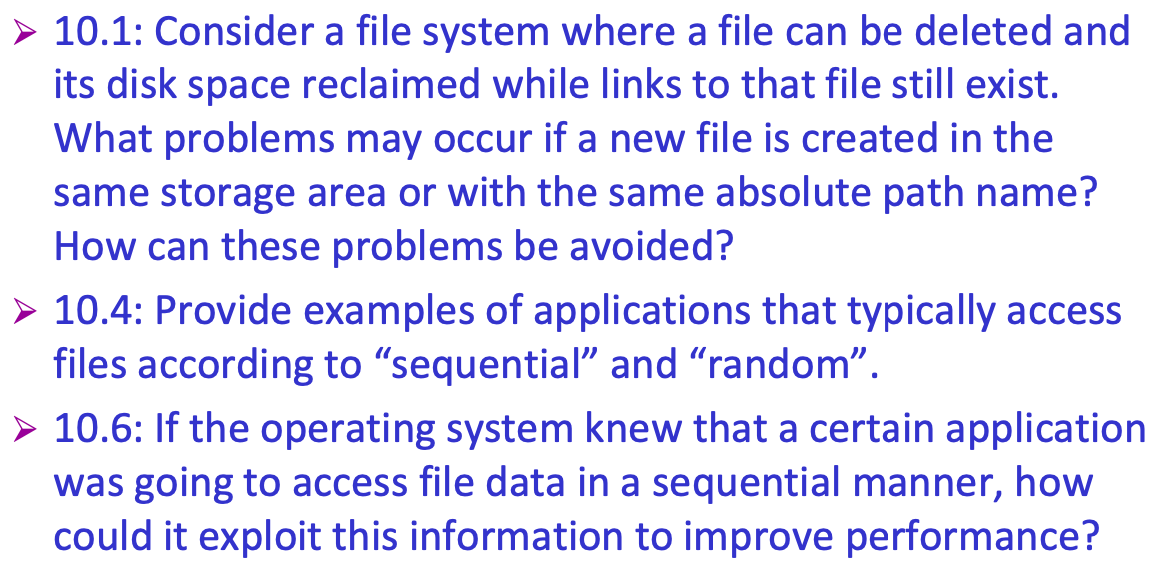 ➢ 10.1: Consider a file system where a file can be deleted and
its disk space reclaimed while links to that file still exist.
What problems may occur if a new file is created in the
same storage area or with the same absolute path name?
How can these problems be avoided?
➢ 10.4: Provide examples of applications that typically access
files according to “sequential” and “random”.
➢ 10.6: If the operating system knew that a certain application
was going to access file data in a sequential manner, how
could it exploit this information to improve performance?